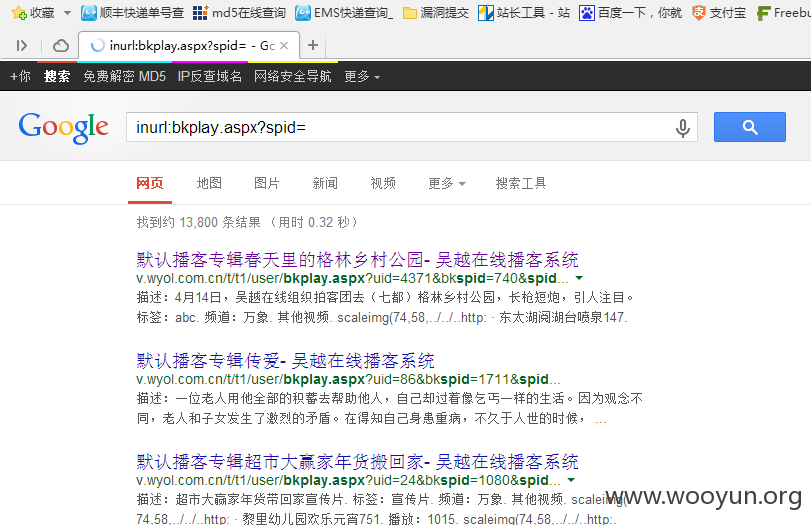 收藏 顺丰快递单号查 md5在线查询 EMS快递查询_ 漏洞提交 站长工具 - 站 百度一下，你就 支付宝 Freebu
inurl:bkplay.aspx?spid= - Gc
+你 搜索 免费解密 MD5 IP反查域名 网络安全导航 更多
Google inurl:bkplay.aspx?spid=
网页 地图 图片 新闻 视频 更多 搜索工具
找到约 13,800 条结果 （用时 0.32 秒）
默认播客专辑春天里的格林乡村公园- 吴越在线播客系统
v.wyol.com.cn/t/t1/user/bkplay.aspx?uid=4371&bkspid=740&spid...
描述：4月14日，吴越在线组织拍客团去（七都）格林乡村公园，长枪短炮，引人注目。
标签：abc. 频道：万象. 其他视频. scaleimg(74,58,../../..http: · 东太湖阅湖台喷泉147.
默认播客专辑传爱- 吴越在线播客系统
v.wyol.com.cn/t/t1/user/bkplay.aspx?uid=86&bkspid=1711&spid...
描述：一位老人用他全部的积蓄去帮助他人，自己却过着像乞丐一样的生活。因为观念不
同，老人和子女发生了激烈的矛盾。在得知自己身患重病，不久于人世的时候， ...
默认播客专辑超市大赢家年货搬回家- 吴越在线播客系统
v.wyol.com.cn/t/t1/user/bkplay.aspx?uid=24&bkspid=1080&spid...
描述：超市大赢家年货带回家宣传片. 标签：宣传片. 频道：万象. 其他视频. scaleimg(
74,58,../../..http: · 黎里幼儿园欢乐元宵751. 播放：1015. scaleimg(74,58,../../..http:.
www.wooyun.org